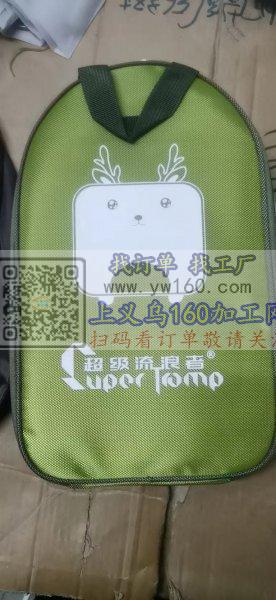 找订单 找工厂
www.yw160.com
上义乌160加工网
扫码看订单敬请关注
超级流浪者®
Super Tramp